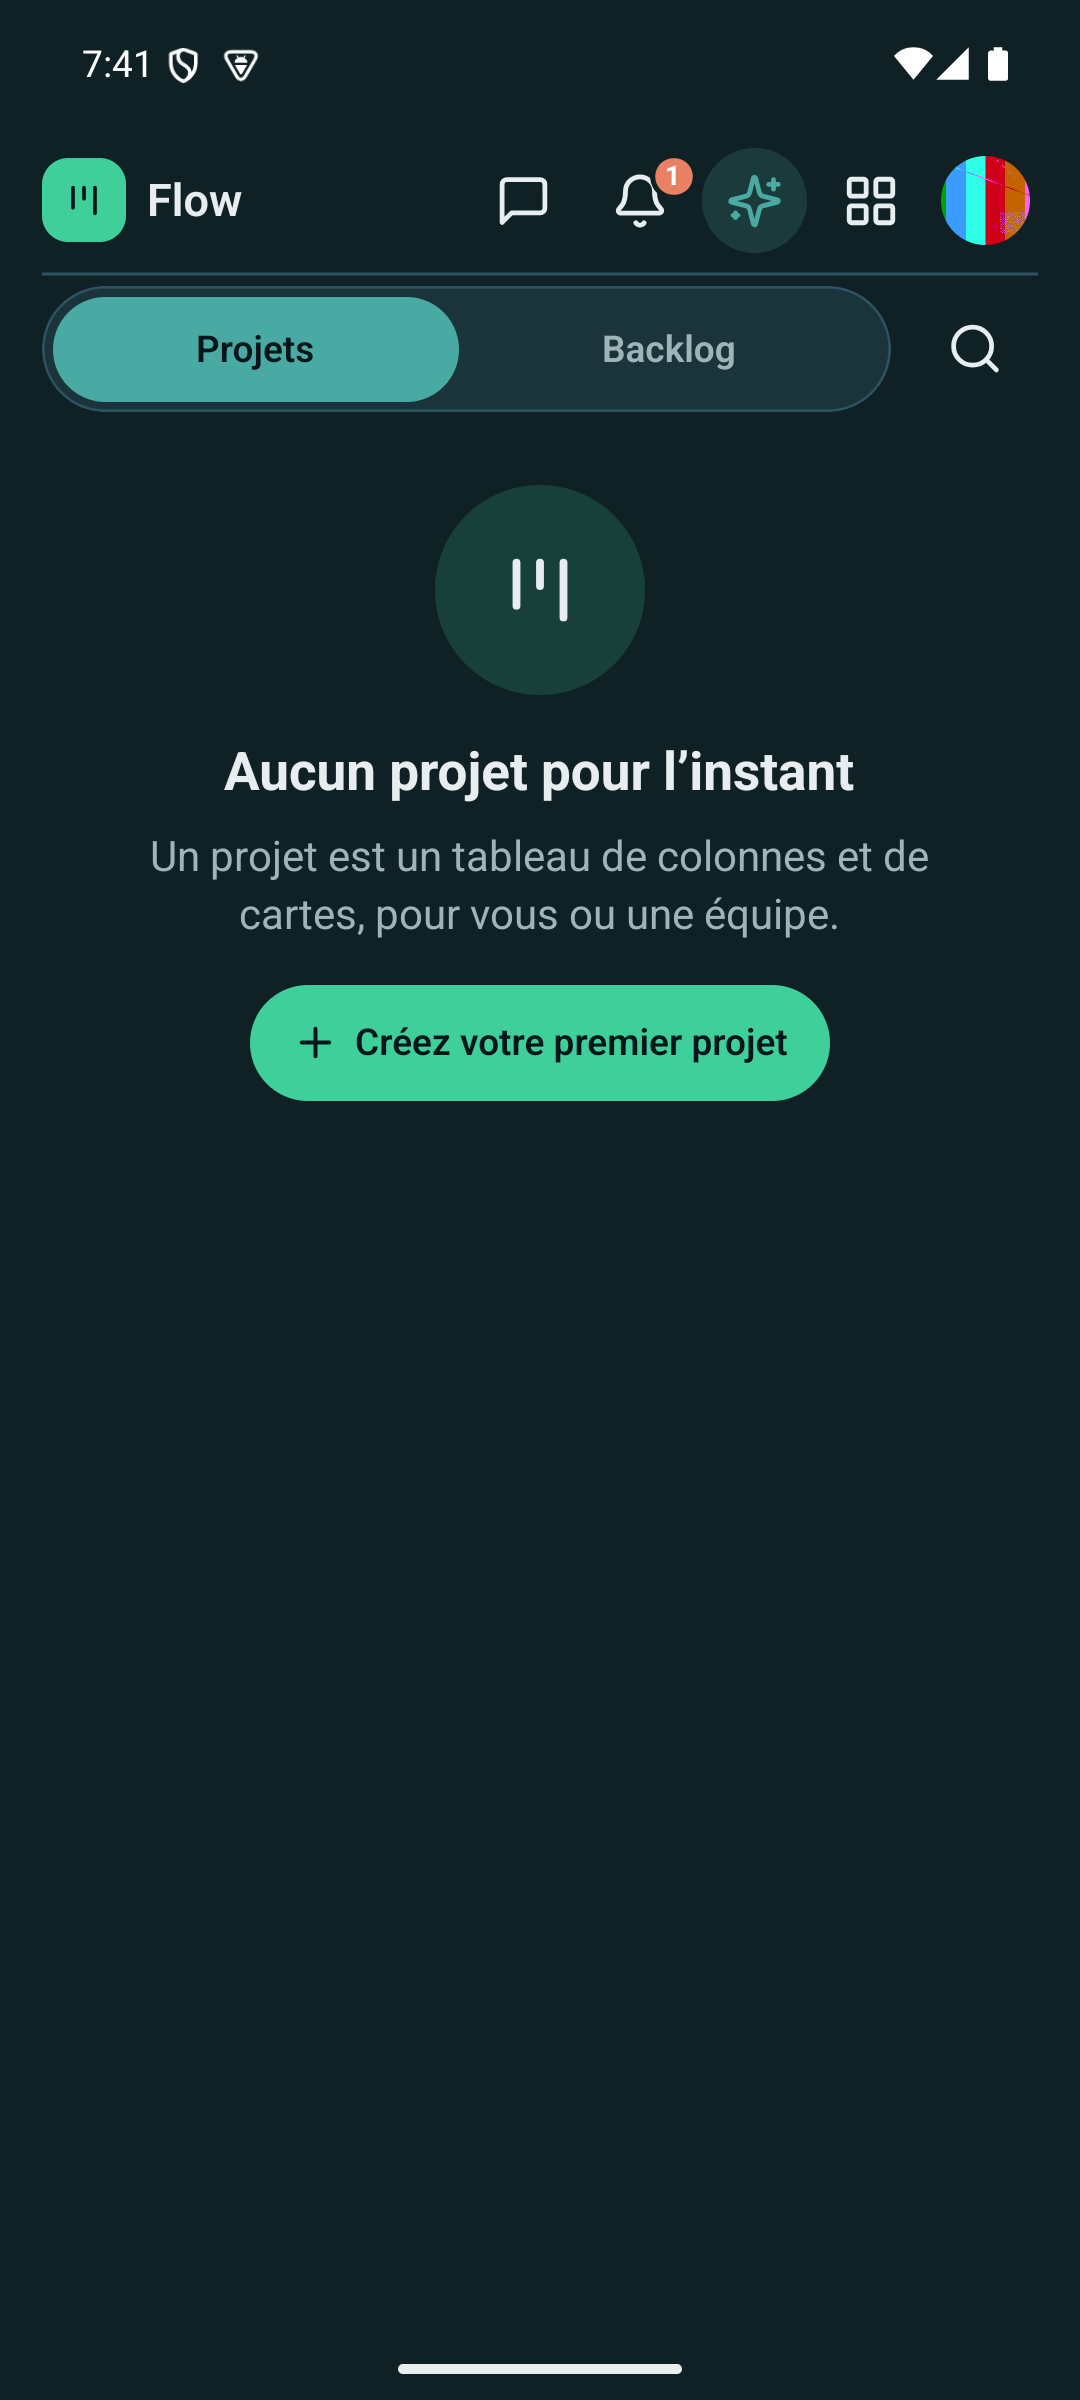 7:41
Flow
1
Projets
Backlog
Aucun projet pour l’instant
Un projet est un tableau de colonnes et de
cartes, pour vous ou une équipe.
Créez votre premier projet